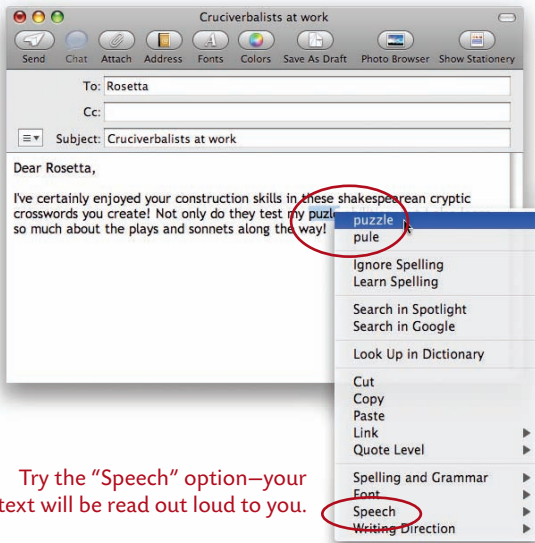 Cruciverbalists at work
Send Chat Attach Address Fonts Colors Save As Draft Photo Browser Show Stationery
To: Rosetta
Cc:
Subject: Cruciverbalists at work
Dear Rosetta,
I've certainly enjoyed your construction skills in these shakespearean cryptic
crosswords you create! Not only do they test my puzl
so much about the plays and sonnets along the way!
puzzle
pule
Ignore Spelling
Learn Spelling
Search in Spotlight
Search in Google
Look Up in Dictionary
Cut
Copy
Paste
Link
Quote Level
Spelling and Grammar
Font
Speech
Writing Direction
Try the “Speech” option—your
text will be read out loud to you.